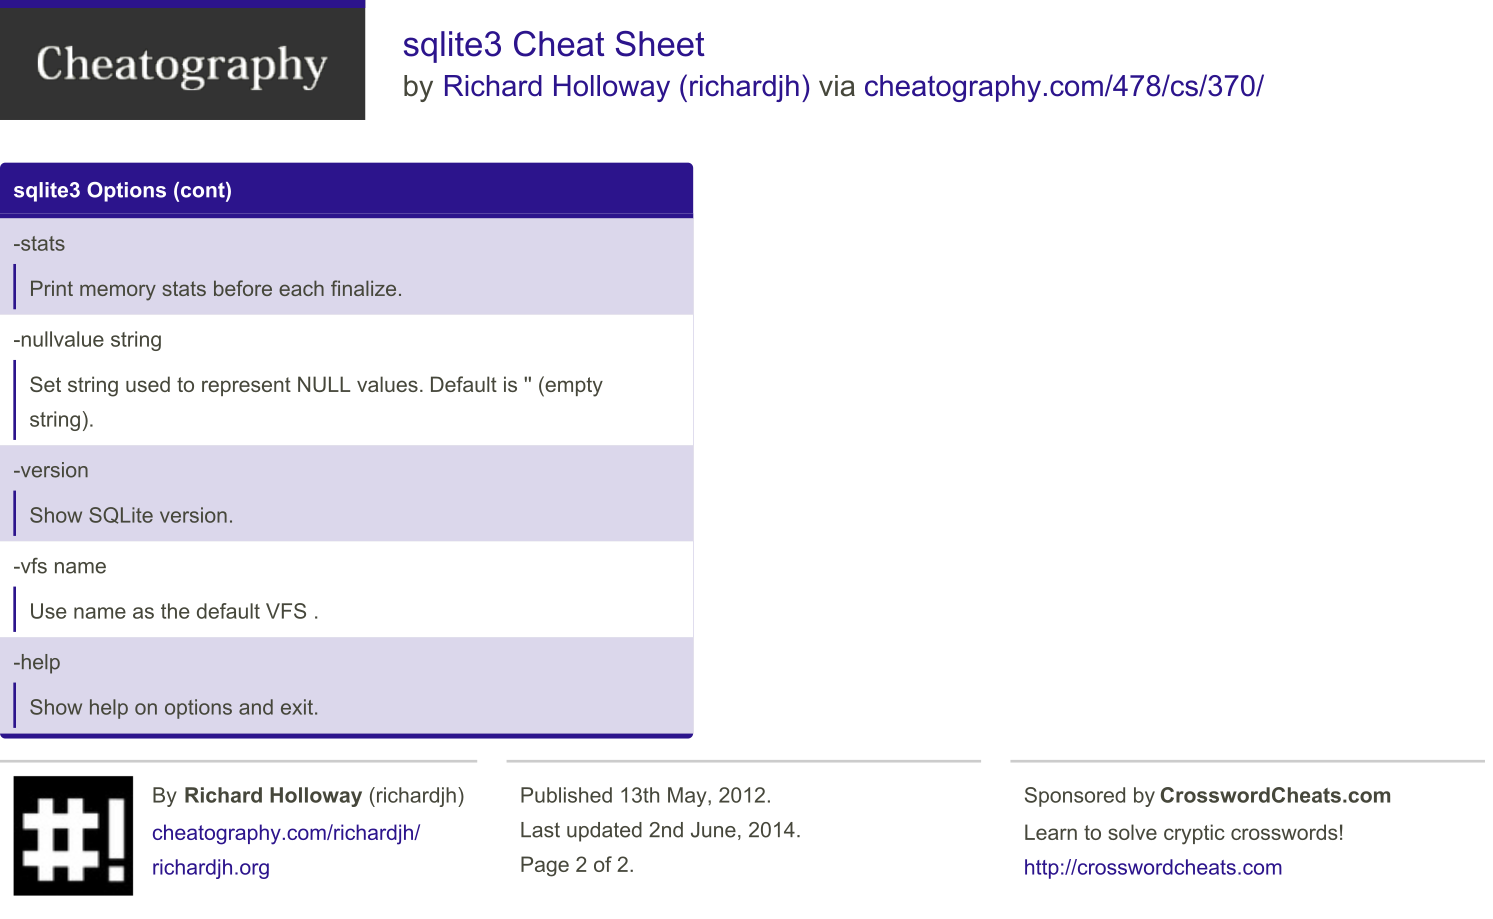 Cheatography
sqlite3 Cheat Sheet
by Richard Holloway (richardjh) via cheatography.com/478/cs/370/
sqlite3 Options (cont)
-stats
Print memory stats before each finalize.
-nullvalue string
Set string used to represent NULL values. Default is '' (empty
string).
-version
Show SQLite version.
-vfs name
Use name as the default VFS .
-help
Show help on options and exit.
#!
By Richard Holloway (richardjh)
cheatography.com/richardjh/
richardjh.org
Published 13th May, 2012.
Last updated 2nd June, 2014.
Page 2 of 2.
Sponsored by CrosswordCheats.com
Learn to solve cryptic crosswords!
http://crosswordcheats.com